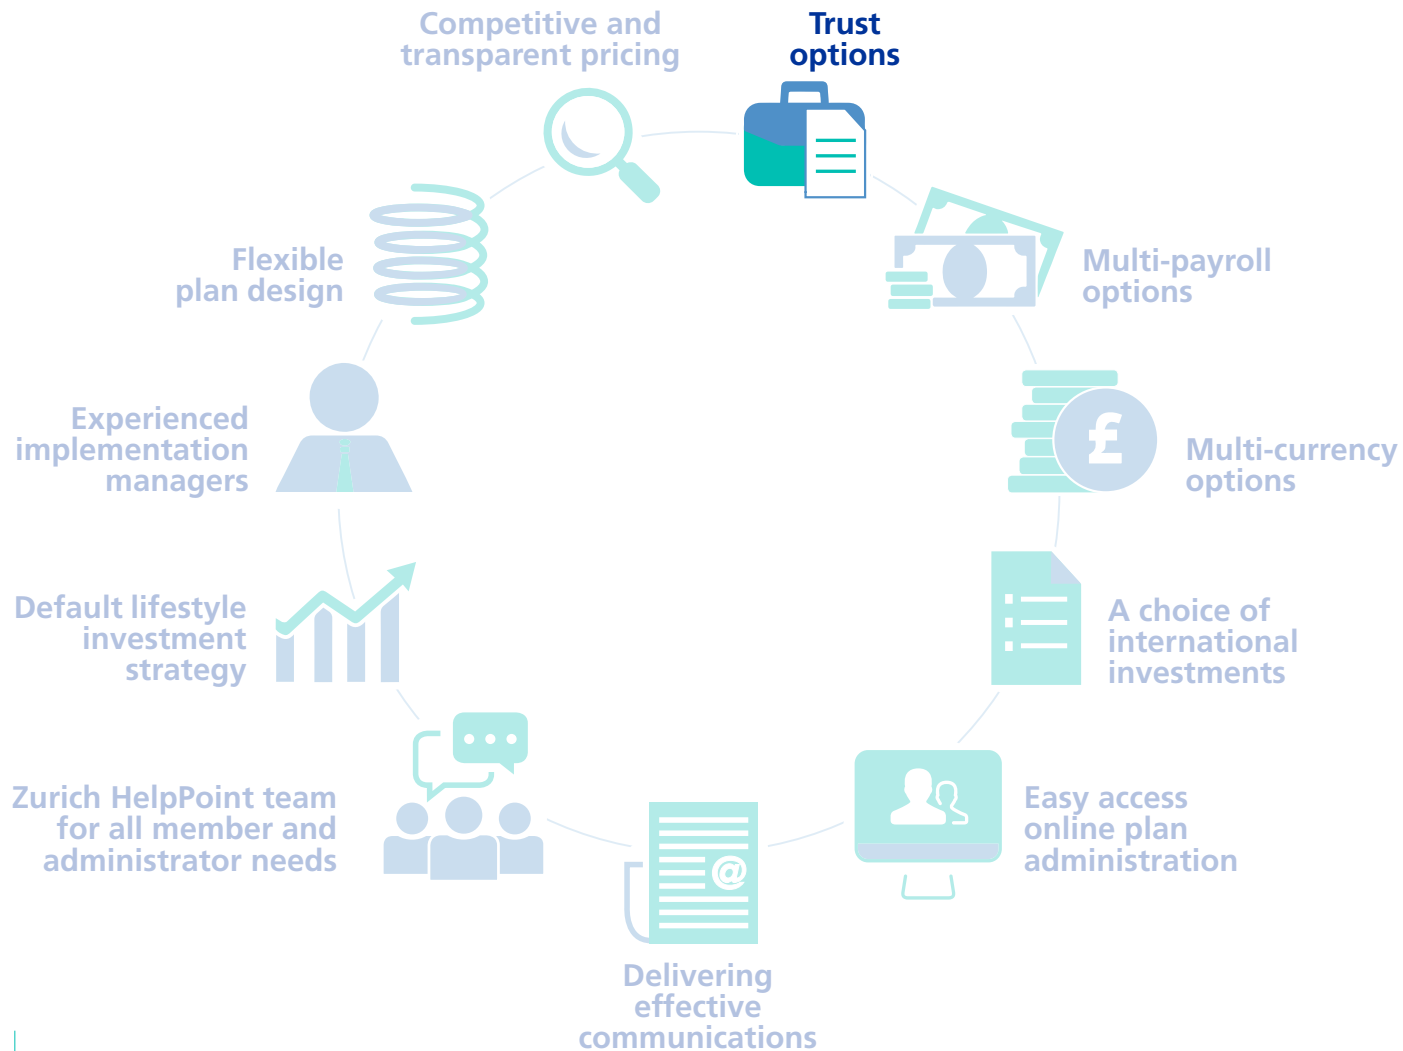 Competitive and
transparent pricing
Trust
options
Multi-payroll
options
£
Multi-currency
options
A choice of
international
investments
Easy access
online plan
administration
@
Delivering
effective
communications
Zurich HelpPoint team
for all member and
administrator needs
Default lifestyle
investment
strategy
Experienced
implementation
managers
Flexible
plan design